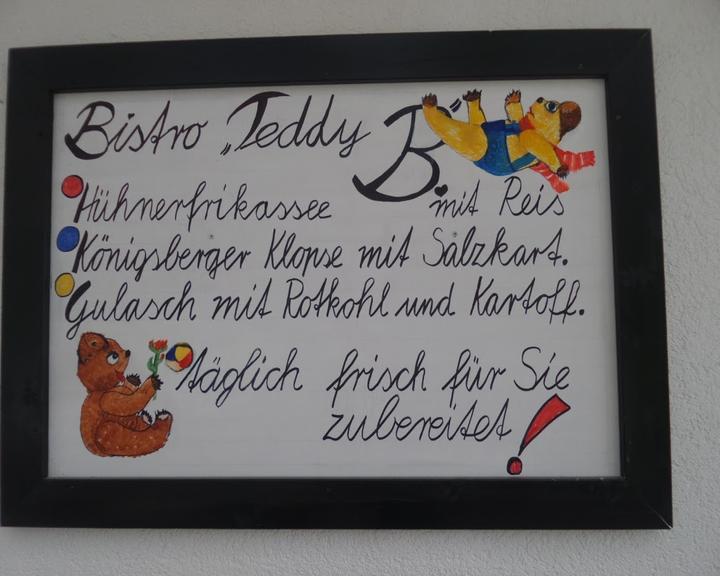 Bistro „Teddy B."
Hühnerfrikassee mit Reis
Königsberger Klopse mit Salzkart.
Gulasch mit Rotkohl und Kartoff.
täglich frisch für Sie
zubereitet!